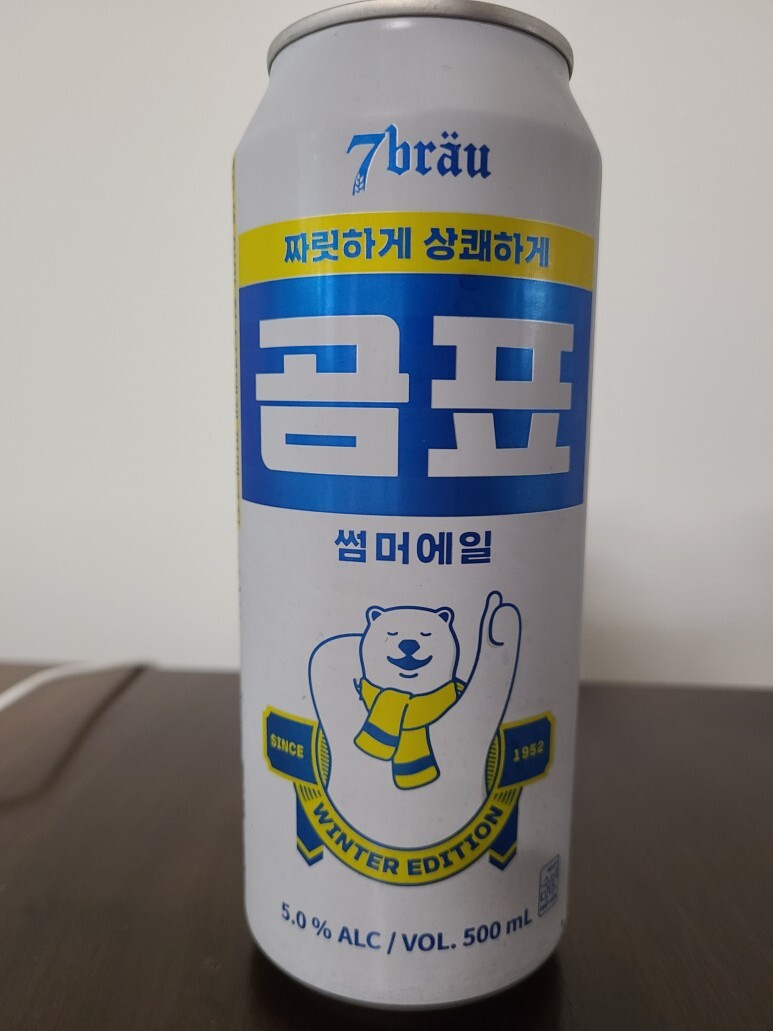 7bräu
짜릿하게 상쾌하게
곰표
썸머에일
SINCE 1952
WINTER EDITION
5.0 % ALC / VOL. 500 mL